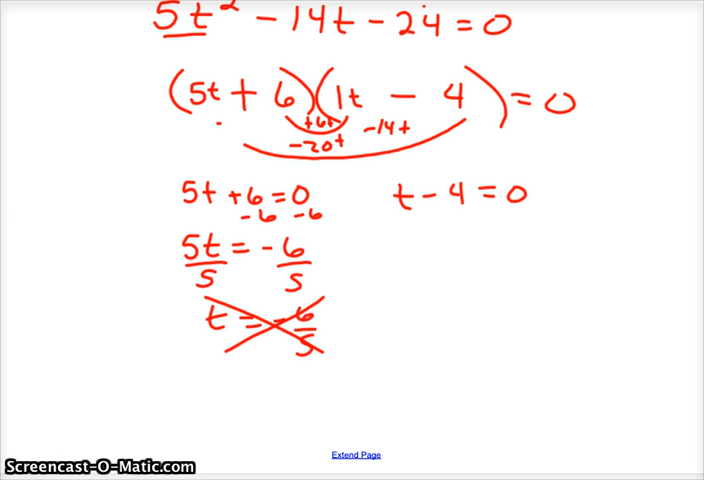 5t² - 14t - 24 = 0
(5t + 6)(1t - 4) = 0
+6t
-14t
-20t
5t + 6 = 0
t - 4 = 0
-6 -6
5t = -6
5 5
t = -6/5
Extend Page
Screencast-O-Matic.com